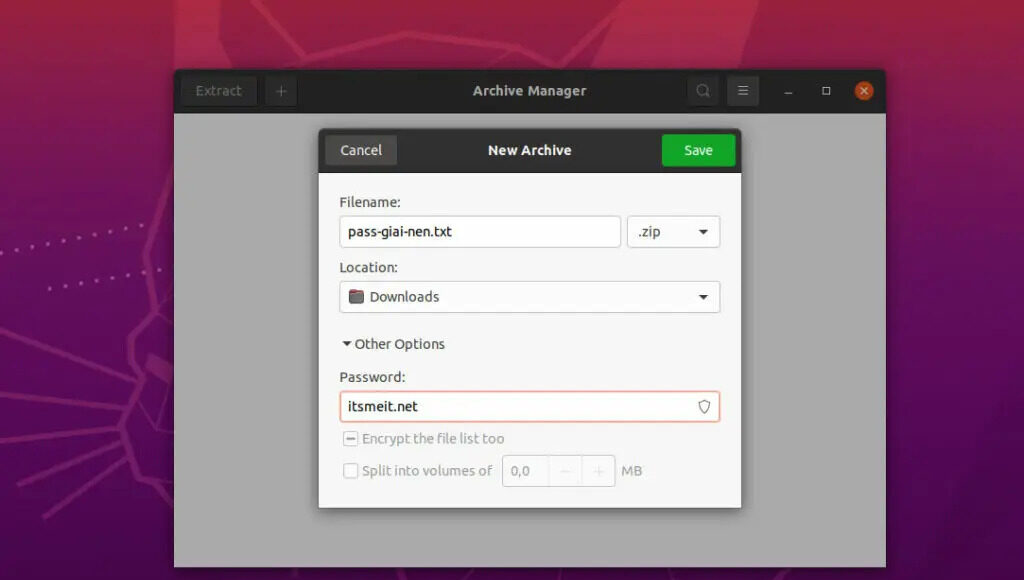 Extract + Archive Manager
Cancel New Archive Save
Filename:
pass-giai-nen.txt .zip
Location:
Downloads
Other Options
Password:
itsmeit.net
Encrypt the file list too
Split into volumes of 0,0 − + MB